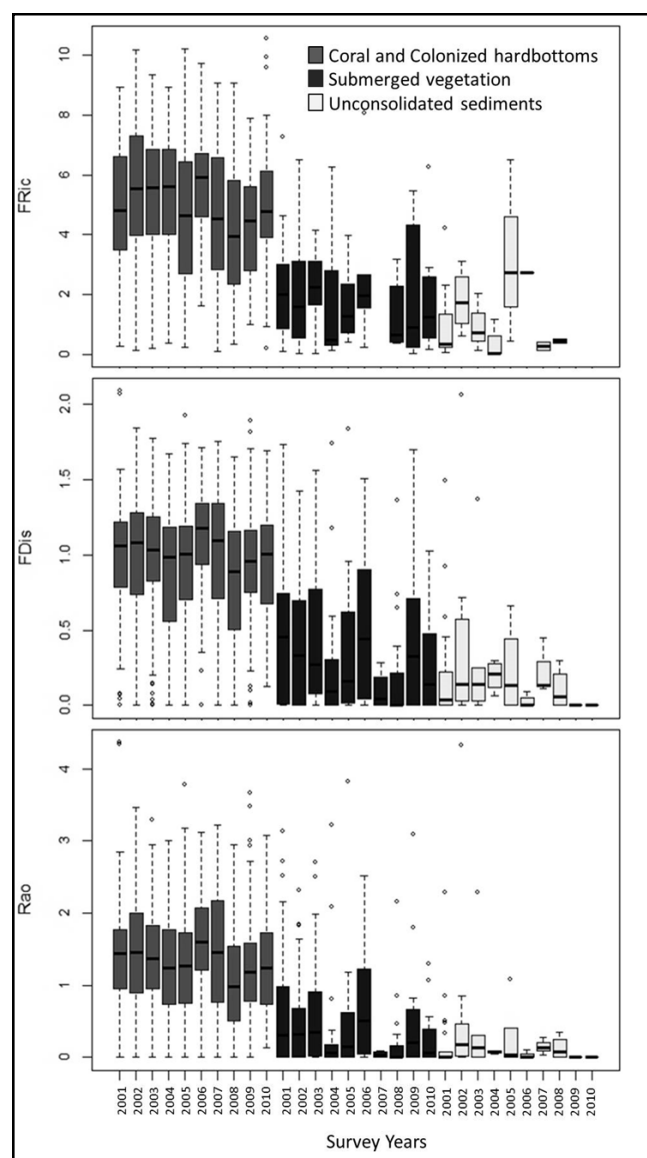 Coral and Colonized hardbottoms
Submerged vegetation
Unconsolidated sediments
FRic
10
8
6
4
2
0
FDis
2.0
1.5
1.0
0.5
0.0
Rao
4
3
2
1
0
2001 2002 2003 2004 2005 2006 2007 2008 2009 2010 2001 2002 2003 2004 2005 2006 2007 2008 2009 2010 2001 2002 2003 2004 2005 2006 2007 2008 2009 2010
Survey Years